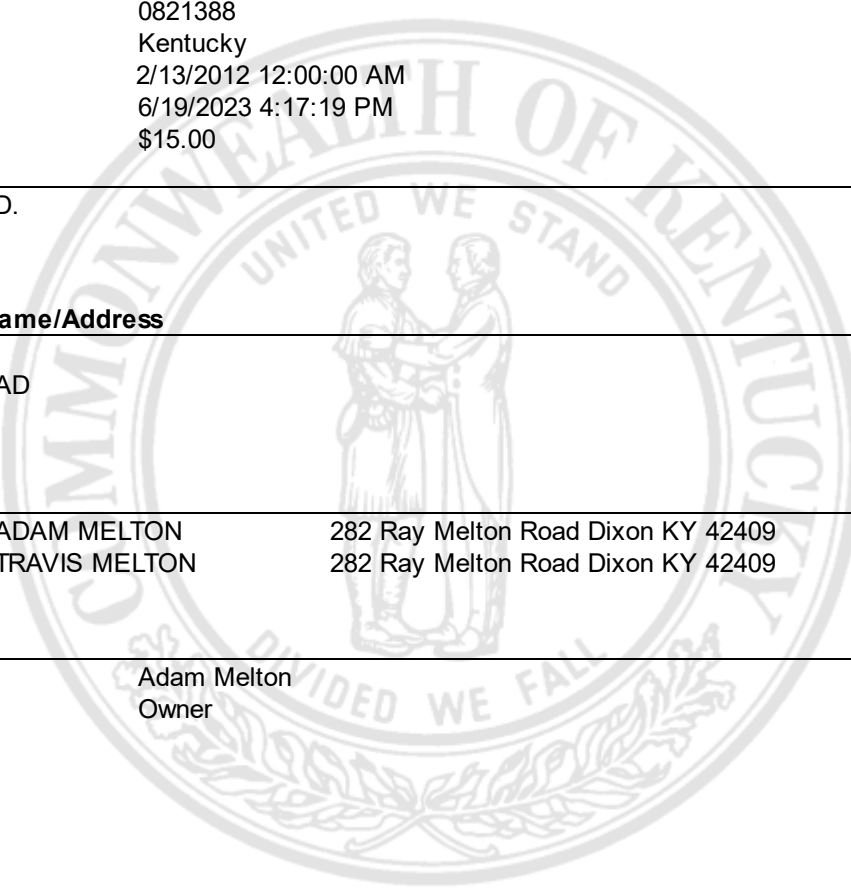 0821388
Kentucky
2/13/2012 12:00:00 AM
6/19/2023 4:17:19 PM
$15.00
D.
ame/Address
AD
ADAM MELTON 282 Ray Melton Road Dixon KY 42409
TRAVIS MELTON 282 Ray Melton Road Dixon KY 42409
Adam Melton
Owner
COMMONWEALTH OF KENTUCKY
UNITED WE STAND
DIVIDED WE FALL